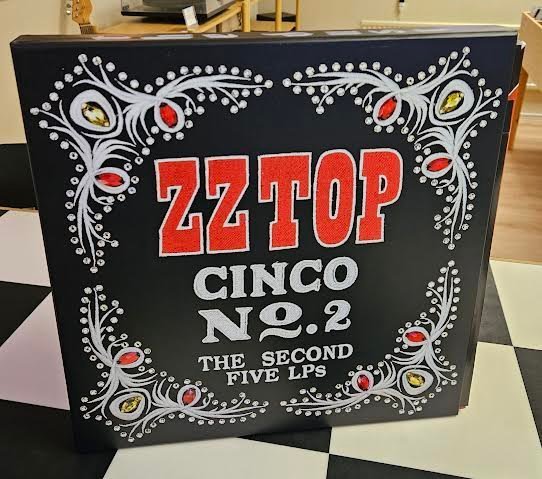 ZZ TOP
CINCO
No.2
THE SECOND
FIVE LPs